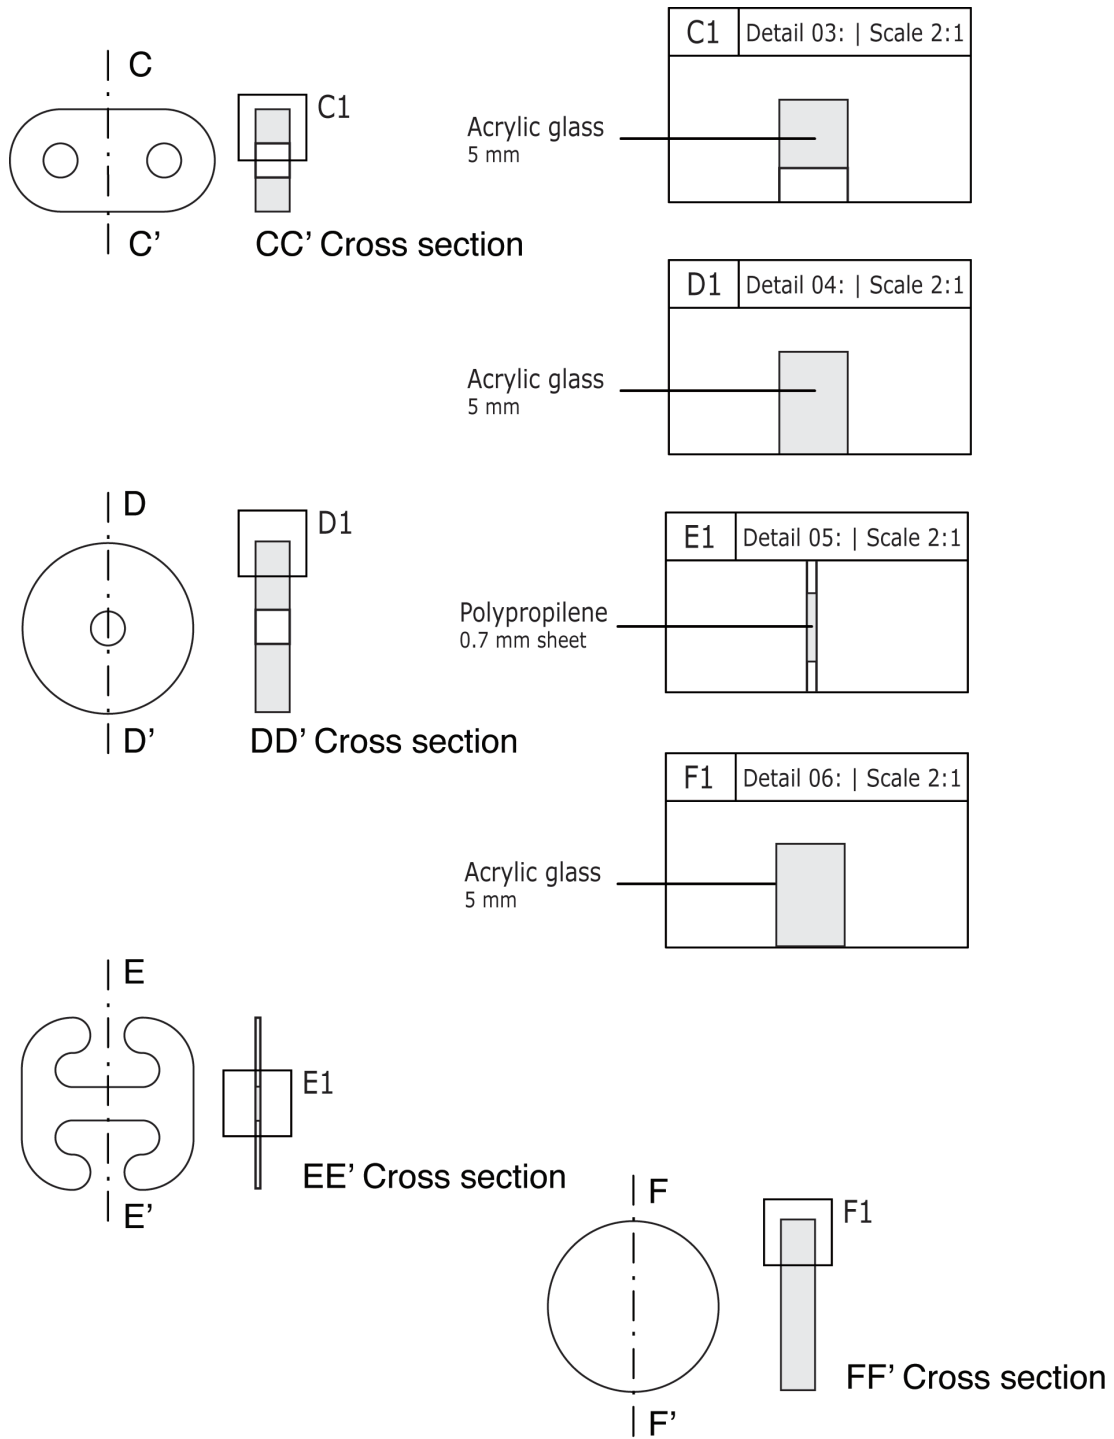 C
C1
C’
CC’ Cross section
C1 Detail 03: | Scale 2:1
Acrylic glass
5 mm
D1 Detail 04: | Scale 2:1
Acrylic glass
5 mm
D
D1
D’
DD’ Cross section
E1 Detail 05: | Scale 2:1
Polypropilene
0.7 mm sheet
F1 Detail 06: | Scale 2:1
Acrylic glass
5 mm
E
E1
E’
EE’ Cross section
F
F1
F’
FF’ Cross section